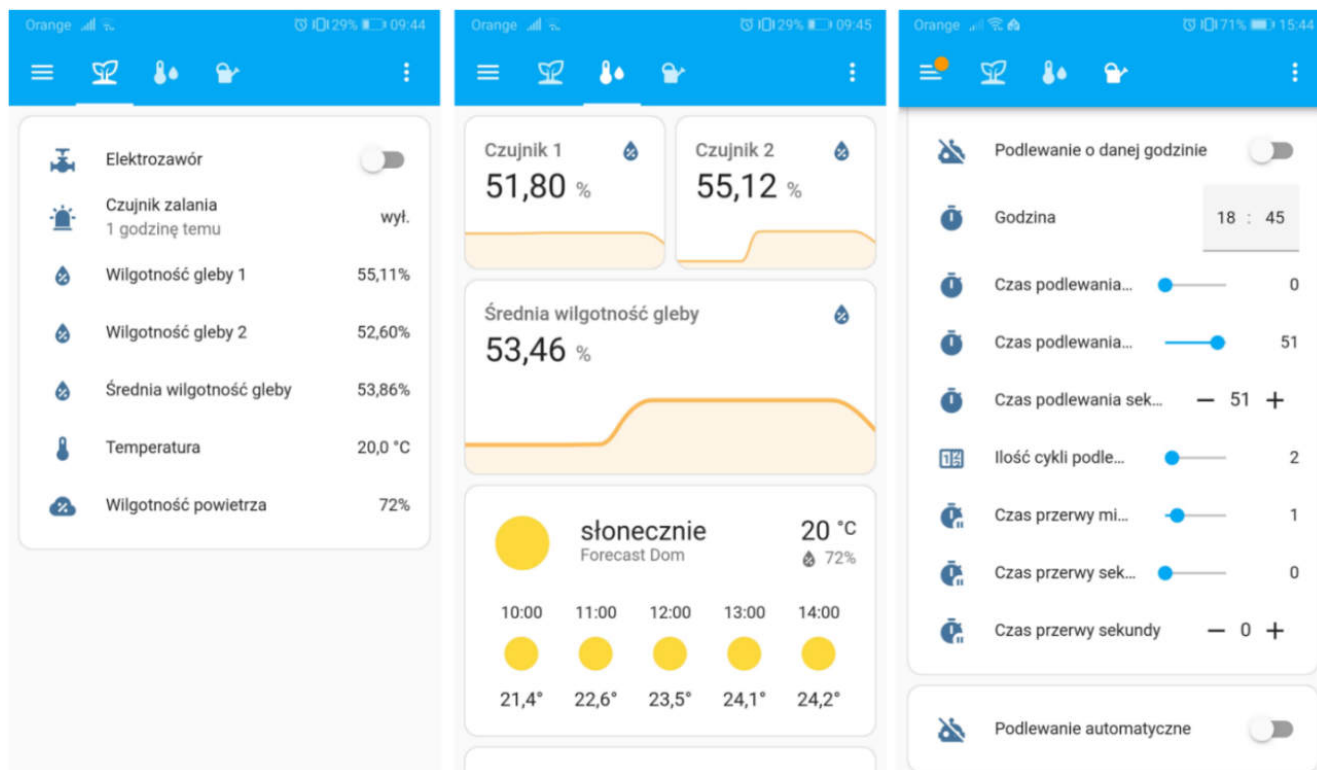 Orange 29% 09:44
Elektrozawór
Czujnik zalania
1 godzinę temu
wył.
Wilgotność gleby 1 55,11%
Wilgotność gleby 2 52,60%
Średnia wilgotność gleby 53,86%
Temperatura 20,0 °C
Wilgotność powietrza 72%
Orange 29% 09:45
Czujnik 1
51,80 %
Czujnik 2
55,12 %
Średnia wilgotność gleby
53,46 %
słonecznie 20 °C
Forecast Dom 72%
10:00 11:00 12:00 13:00 14:00
21,4° 22,6° 23,5° 24,1° 24,2°
Orange 71% 15:44
Podlewanie o danej godzinie
Godzina 18 : 45
Czas podlewania... 0
Czas podlewania... 51
Czas podlewania sek... — 51 +
Ilość cykli podle... 2
Czas przerwy mi... 1
Czas przerwy sek... 0
Czas przerwy sekundy — 0 +
Podlewanie automatyczne